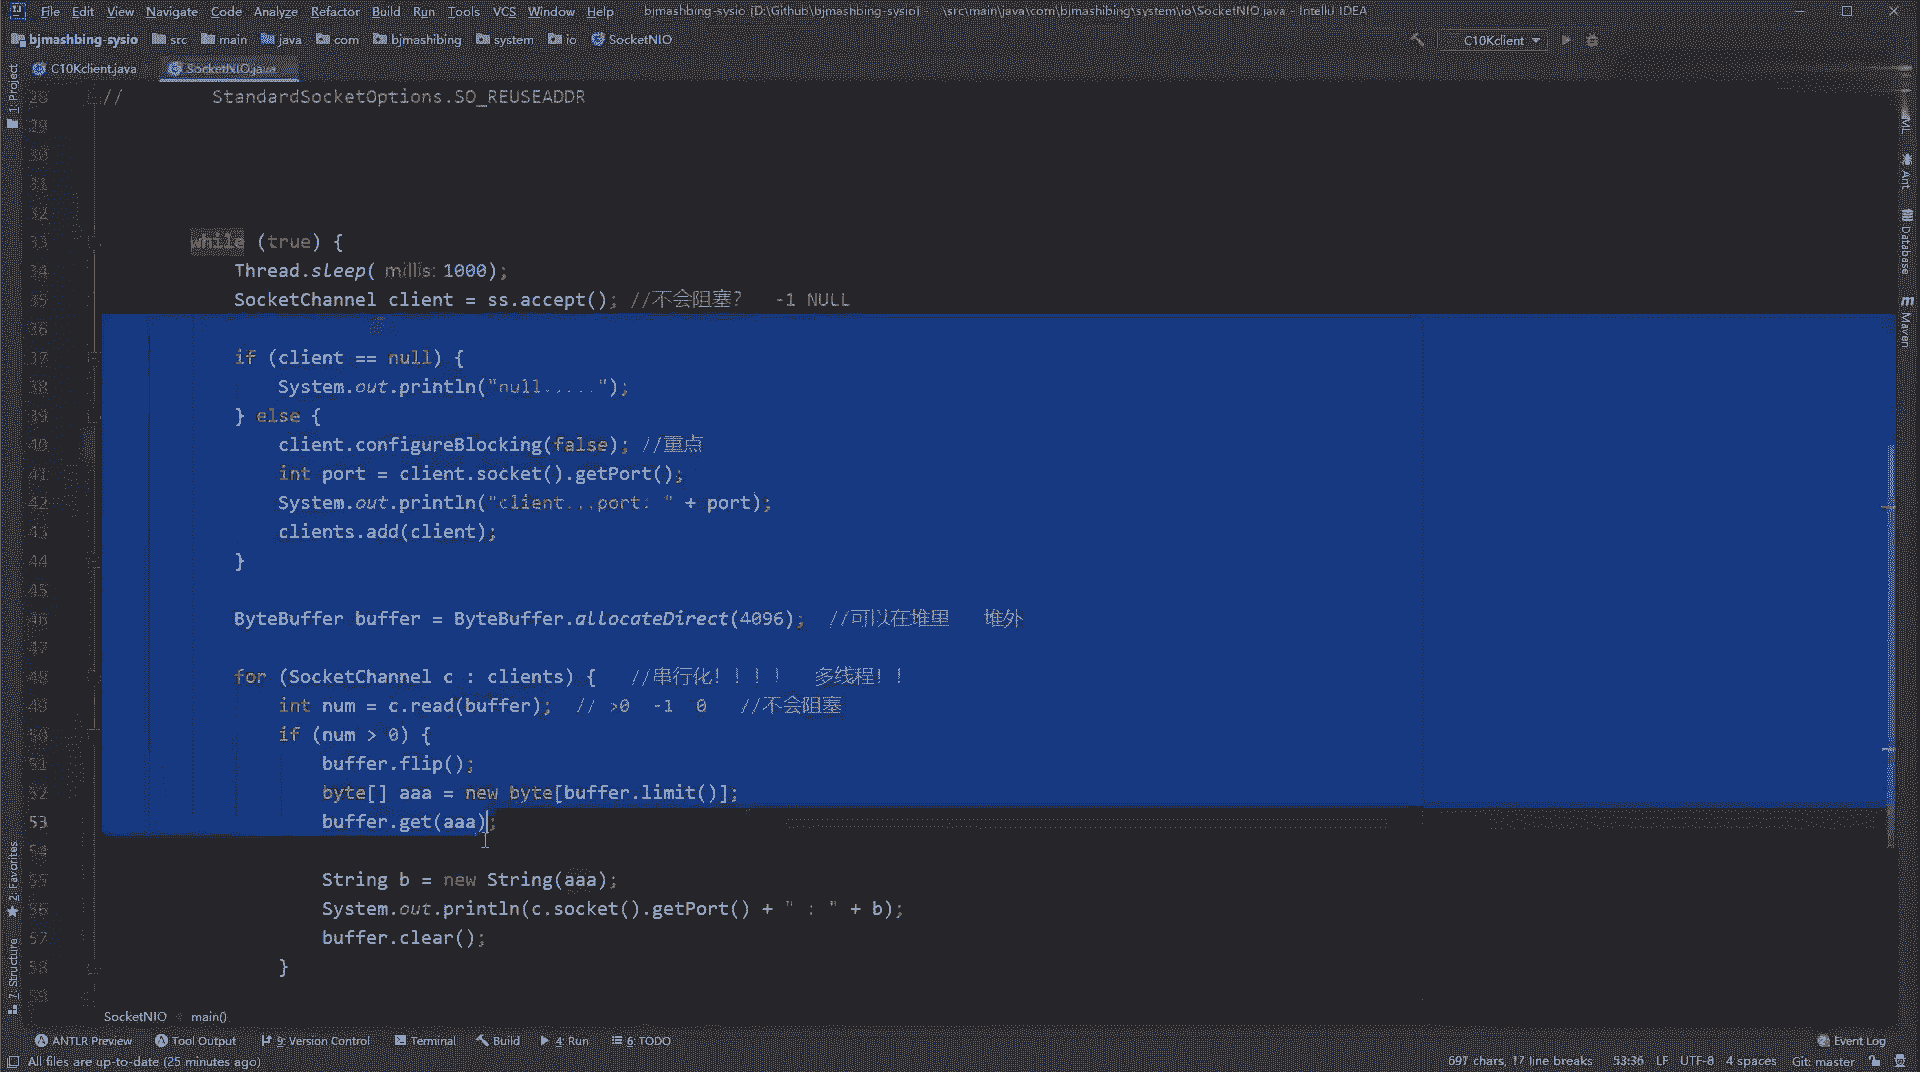 File Edit View Navigate Code Analyze Refactor Build Run Tools VCS Window Help bjmashbing-sysio [D:\Github\bjmashbing-sysio] - ...\src\main\java\com\bjmashibing\system\io\SocketNIO.java - IntelliJ IDEA
bjmashbing-sysio src main java com bjmashibing system io SocketNIO C10Kclient
C10Kclient.java SocketNIO.java
28 // StandardSocketOptions.SO_REUSEADDR
29
30
31
32
33 while (true) {
34 Thread.sleep( millis: 1000);
35 SocketChannel client = ss.accept(); //不会阻塞? -1 NULL
36
37 if (client == null) {
38 System.out.println("null.....");
39 } else {
40 client.configureBlocking(false); //重点
41 int port = client.socket().getPort();
42 System.out.println("client...port: " + port);
43 clients.add(client);
44 }
45
46 ByteBuffer buffer = ByteBuffer.allocateDirect(4096); //可以在堆里 堆外
47
48 for (SocketChannel c : clients) { //串行化!!!! 多线程!!
49 int num = c.read(buffer); // >0 -1 0 //不会阻塞
50 if (num > 0) {
51 buffer.flip();
52 byte[] aaa = new byte[buffer.limit()];
53 buffer.get(aaa);
54
55 String b = new String(aaa);
56 System.out.println(c.socket().getPort() + " : " + b);
57 buffer.clear();
58 }
59
SocketNIO main()
1: Project
2: Favorites
7: Structure
Ant
Database
Maven
ANTLR Preview Tool Output 9: Version Control Terminal Build 4: Run 6: TODO Event Log
All files are up-to-date (25 minutes ago) 697 chars, 17 line breaks 53:36 LF UTF-8 4 spaces Git: master